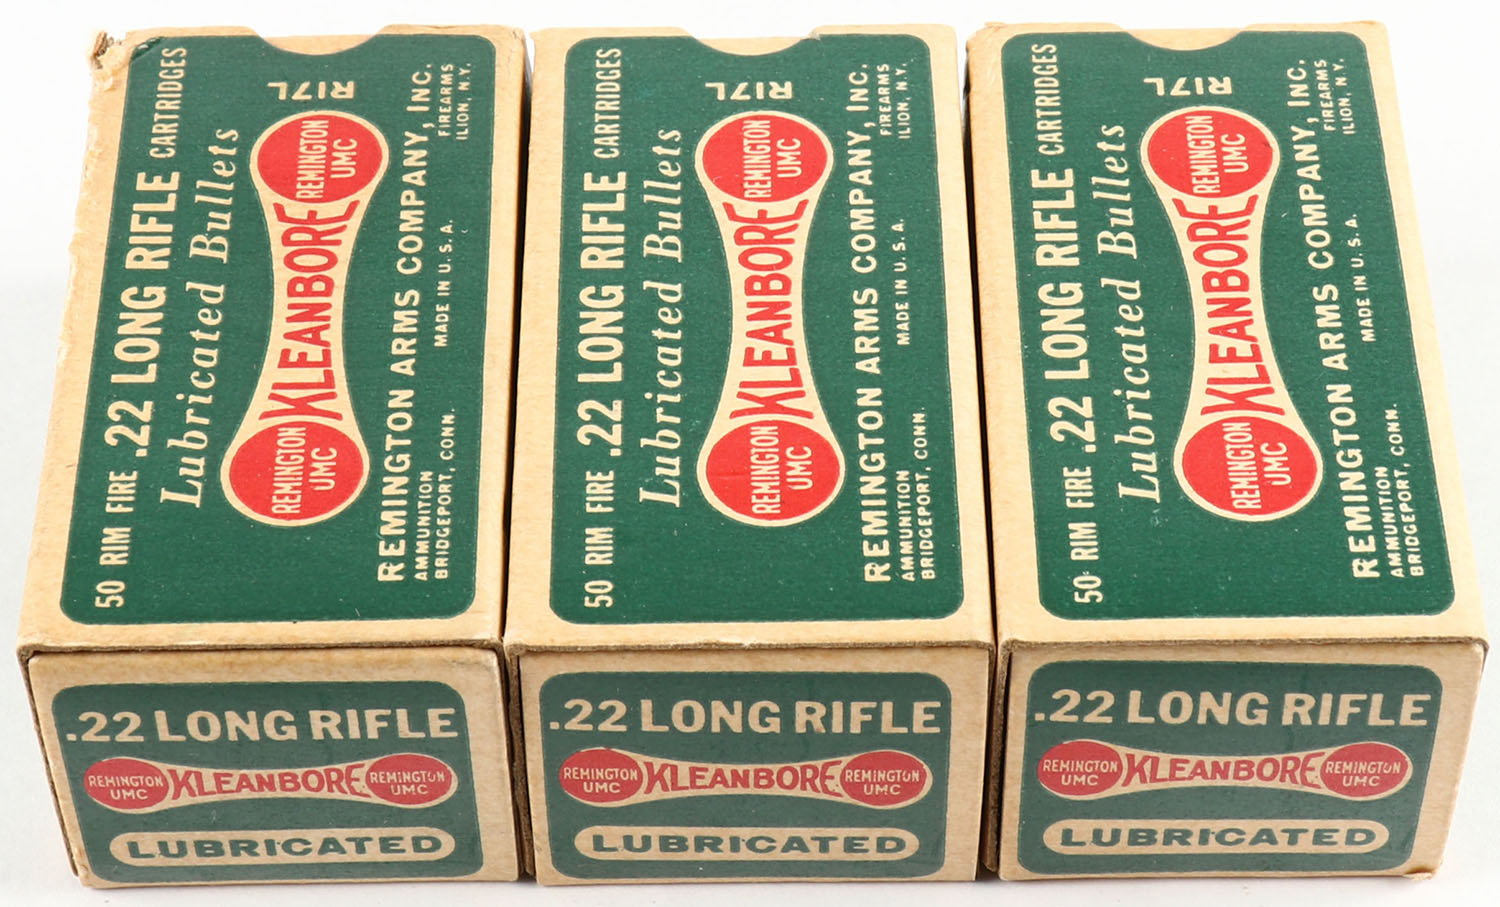 50 RIM FIRE .22 LONG RIFLE CARTRIDGES
Lubricated Bullets
REMINGTON
UMC
KLEANBORE
REMINGTON
UMC
REMINGTON ARMS COMPANY, INC.
AMMUNITION
BRIDGEPORT, CONN.
MADE IN U.S.A.
FIREARMS
ILION, N.Y.
R17L
.22 LONG RIFLE
REMINGTON
UMC
KLEANBORE
REMINGTON
UMC
LUBRICATED
50 RIM FIRE .22 LONG RIFLE CARTRIDGES
Lubricated Bullets
REMINGTON
UMC
KLEANBORE
REMINGTON
UMC
REMINGTON ARMS COMPANY, INC.
AMMUNITION
BRIDGEPORT, CONN.
MADE IN U.S.A.
FIREARMS
ILION, N.Y.
R17L
.22 LONG RIFLE
REMINGTON
UMC
KLEANBORE
REMINGTON
UMC
LUBRICATED
50 RIM FIRE .22 LONG RIFLE CARTRIDGES
Lubricated Bullets
REMINGTON
UMC
KLEANBORE
REMINGTON
UMC
REMINGTON ARMS COMPANY, INC.
AMMUNITION
BRIDGEPORT, CONN.
MADE IN U.S.A.
FIREARMS
ILION, N.Y.
R17L
.22 LONG RIFLE
REMINGTON
UMC
KLEANBORE
REMINGTON
UMC
LUBRICATED